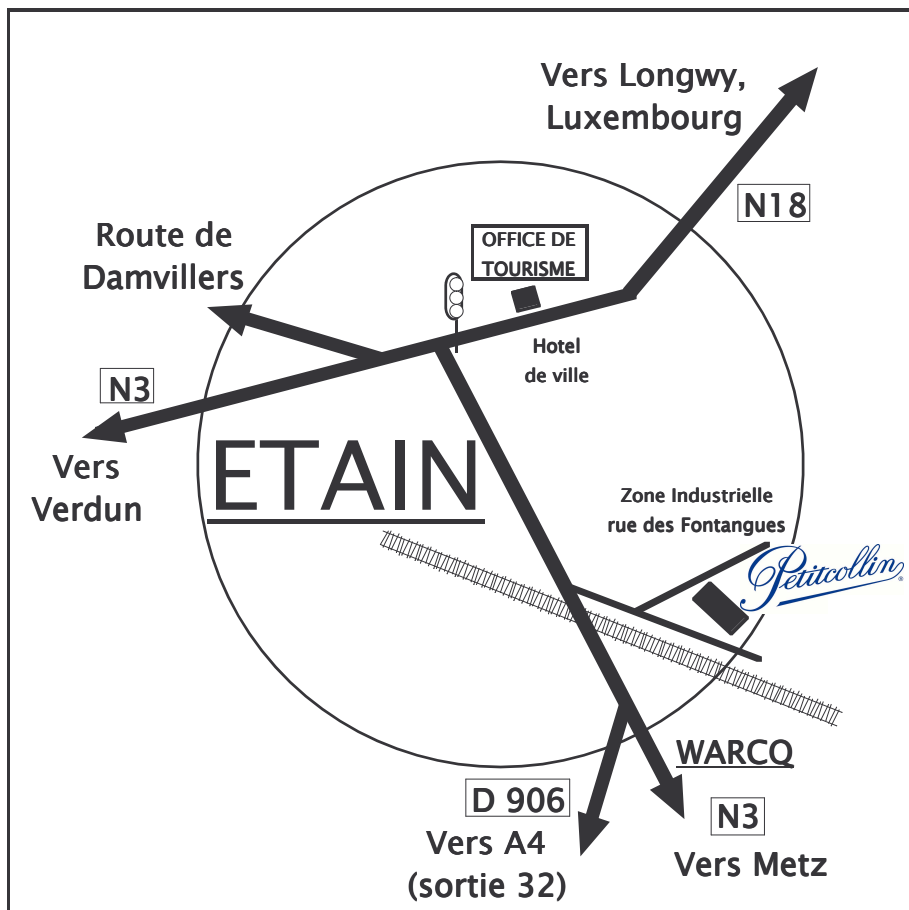 Vers Longwy,
Luxembourg
N18
Route de
Damvillers
OFFICE DE
TOURISME
Hotel
de ville
N3
Vers
Verdun
ETAIN
Zone Industrielle
rue des Fontangues
Petitcollin®
WARCQ
D 906
Vers A4
(sortie 32)
N3
Vers Metz